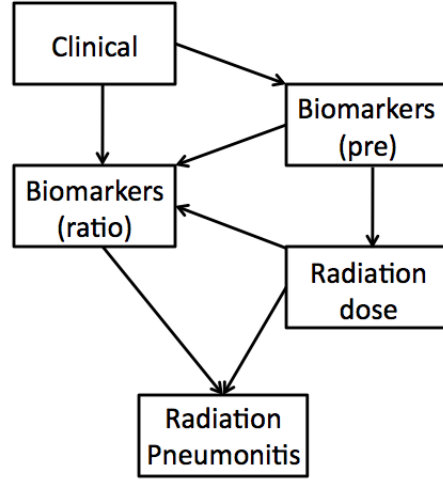 Clinical
Biomarkers
(pre)
Biomarkers
(ratio)
Radiation
dose
Radiation
Pneumonitis